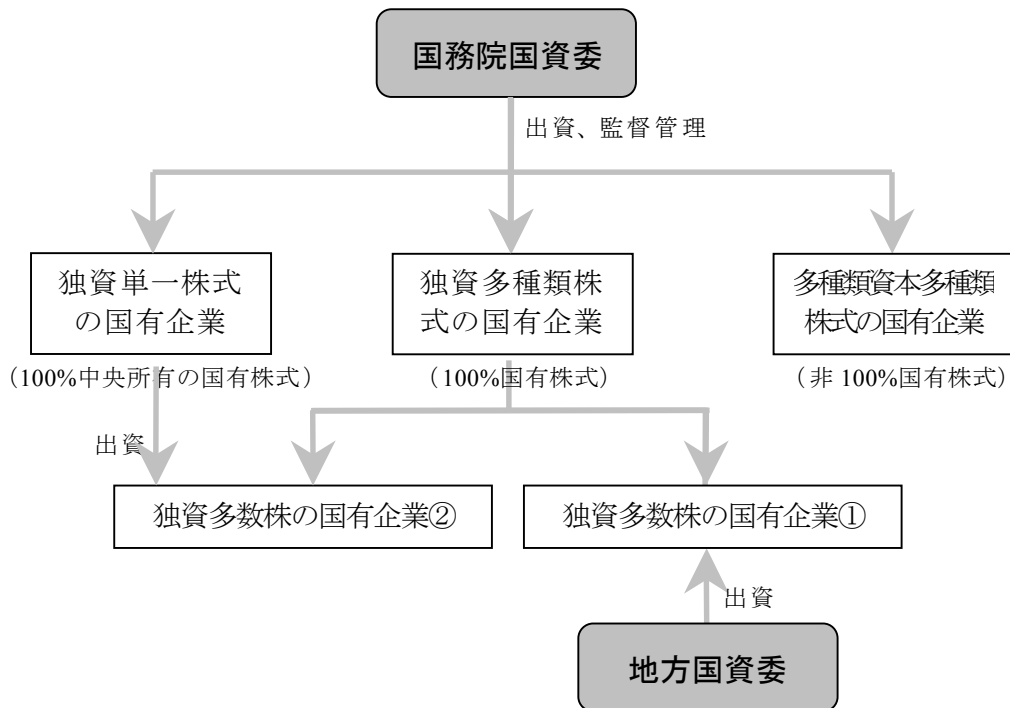 国務院国資委
出資、監督管理
独資単一株式
の国有企業
独資多種類株
式の国有企業
多種類資本多種類
株式の国有企業
（100%中央所有の国有株式）
（100%国有株式）
（非 100%国有株式）
出資
独資多数株の国有企業②
独資多数株の国有企業①
出資
地方国資委